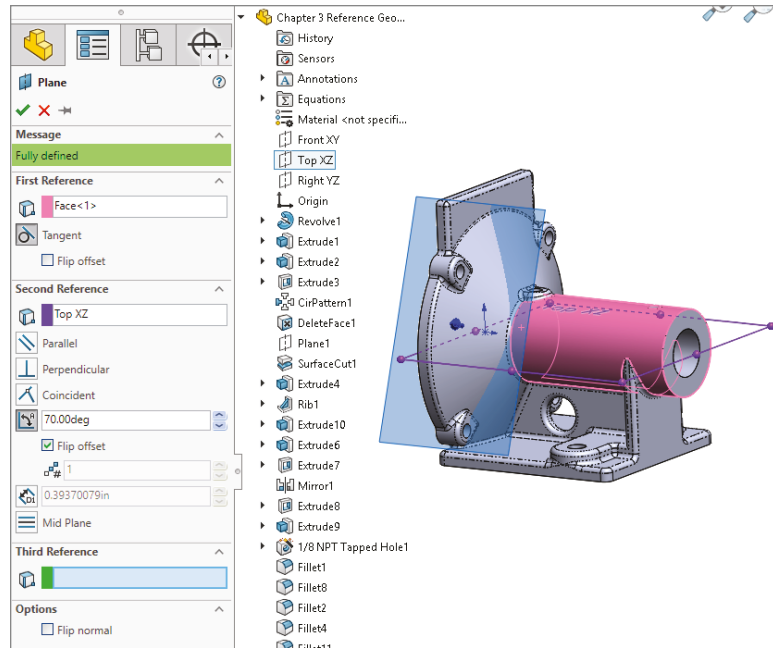 Plane
Message
Fully defined
First Reference
Face<1>
Tangent
Flip offset
Second Reference
Top XZ
Parallel
Perpendicular
Coincident
70.00deg
Flip offset
1
0.39370079in
Mid Plane
Third Reference
Options
Flip normal
Chapter 3 Reference Geo...
History
Sensors
Annotations
Equations
Material <not specifi...
Front XY
Top XZ
Right YZ
Origin
Revolve1
Extrude1
Extrude2
Extrude3
CirPattern1
DeleteFace1
Plane1
SurfaceCut1
Extrude4
Rib1
Extrude10
Extrude6
Extrude7
Mirror1
Extrude8
Extrude9
1/8 NPT Tapped Hole1
Fillet1
Fillet8
Fillet2
Fillet4
Fillet11
Top XZ